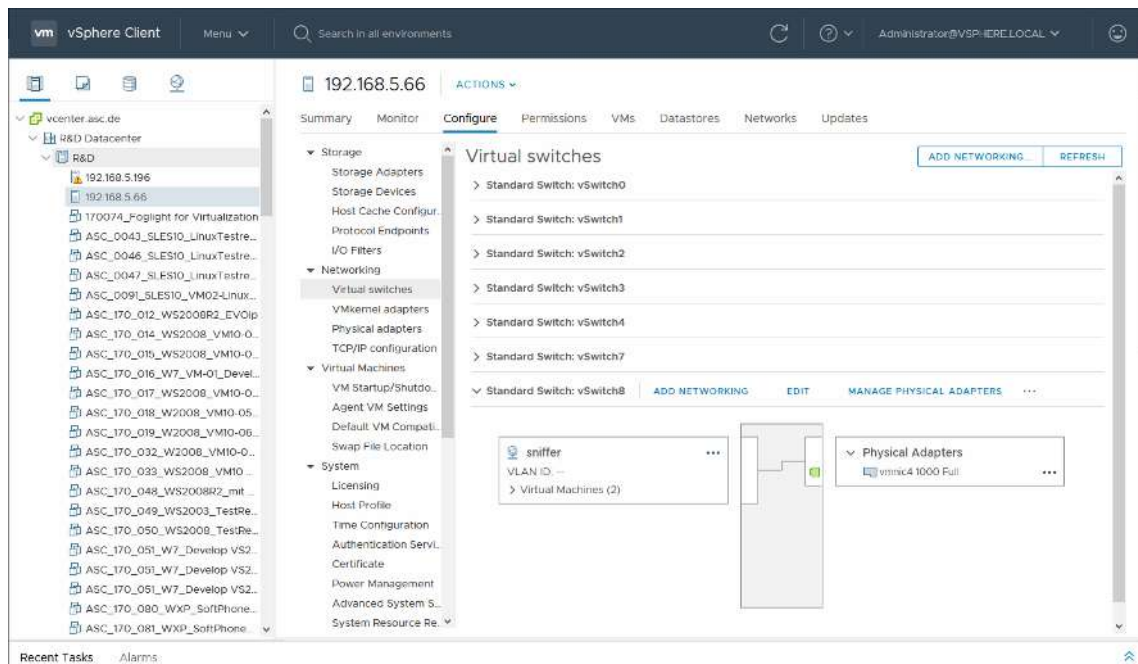 vm vSphere Client Menu Search in all environments Administrator@VSPHERE.LOCAL
vcenter.asc.de
R&D Datacenter
R&D
192.168.5.196
192.168.5.66
170074_Foglight for Virtualization
ASC_0043_SLES10_LinuxTestre...
ASC_0046_SLES10_LinuxTestre...
ASC_0047_SLES10_LinuxTestre...
ASC_0091_SLES10_VM02-Linux...
ASC_170_012_WS2008R2_EVOip
ASC_170_014_WS2008_VM10-0...
ASC_170_015_WS2008_VM10-0...
ASC_170_016_W7_VM-01_Devel...
ASC_170_017_WS2008_VM10-0...
ASC_170_018_W2008_VM10-05...
ASC_170_019_W2008_VM10-06...
ASC_170_032_W2008_VM10-0...
ASC_170_033_WS2008_VM10 ...
ASC_170_048_WS2008R2_mit ...
ASC_170_049_WS2003_TestRe...
ASC_170_050_WS2008_TestRe...
ASC_170_051_W7_Develop VS2...
ASC_170_051_W7_Develop VS2...
ASC_170_051_W7_Develop VS2...
ASC_170_080_WXP_SoftPhone...
ASC_170_081_WXP_SoftPhone...
192.168.5.66 ACTIONS
Summary Monitor Configure Permissions VMs Datastores Networks Updates
Storage
Storage Adapters
Storage Devices
Host Cache Configur...
Protocol Endpoints
I/O Filters
Networking
Virtual switches
VMkernel adapters
Physical adapters
TCP/IP configuration
Virtual Machines
VM Startup/Shutdo...
Agent VM Settings
Default VM Compati...
Swap File Location
System
Licensing
Host Profile
Time Configuration
Authentication Servi...
Certificate
Power Management
Advanced System S...
System Resource Re...
Virtual switches ADD NETWORKING... REFRESH
Standard Switch: vSwitch0
Standard Switch: vSwitch1
Standard Switch: vSwitch2
Standard Switch: vSwitch3
Standard Switch: vSwitch4
Standard Switch: vSwitch7
Standard Switch: vSwitch8 ADD NETWORKING EDIT MANAGE PHYSICAL ADAPTERS ...
sniffer ...
VLAN ID: --
Virtual Machines (2)
Physical Adapters
vmnic4 1000 Full ...
Recent Tasks Alarms